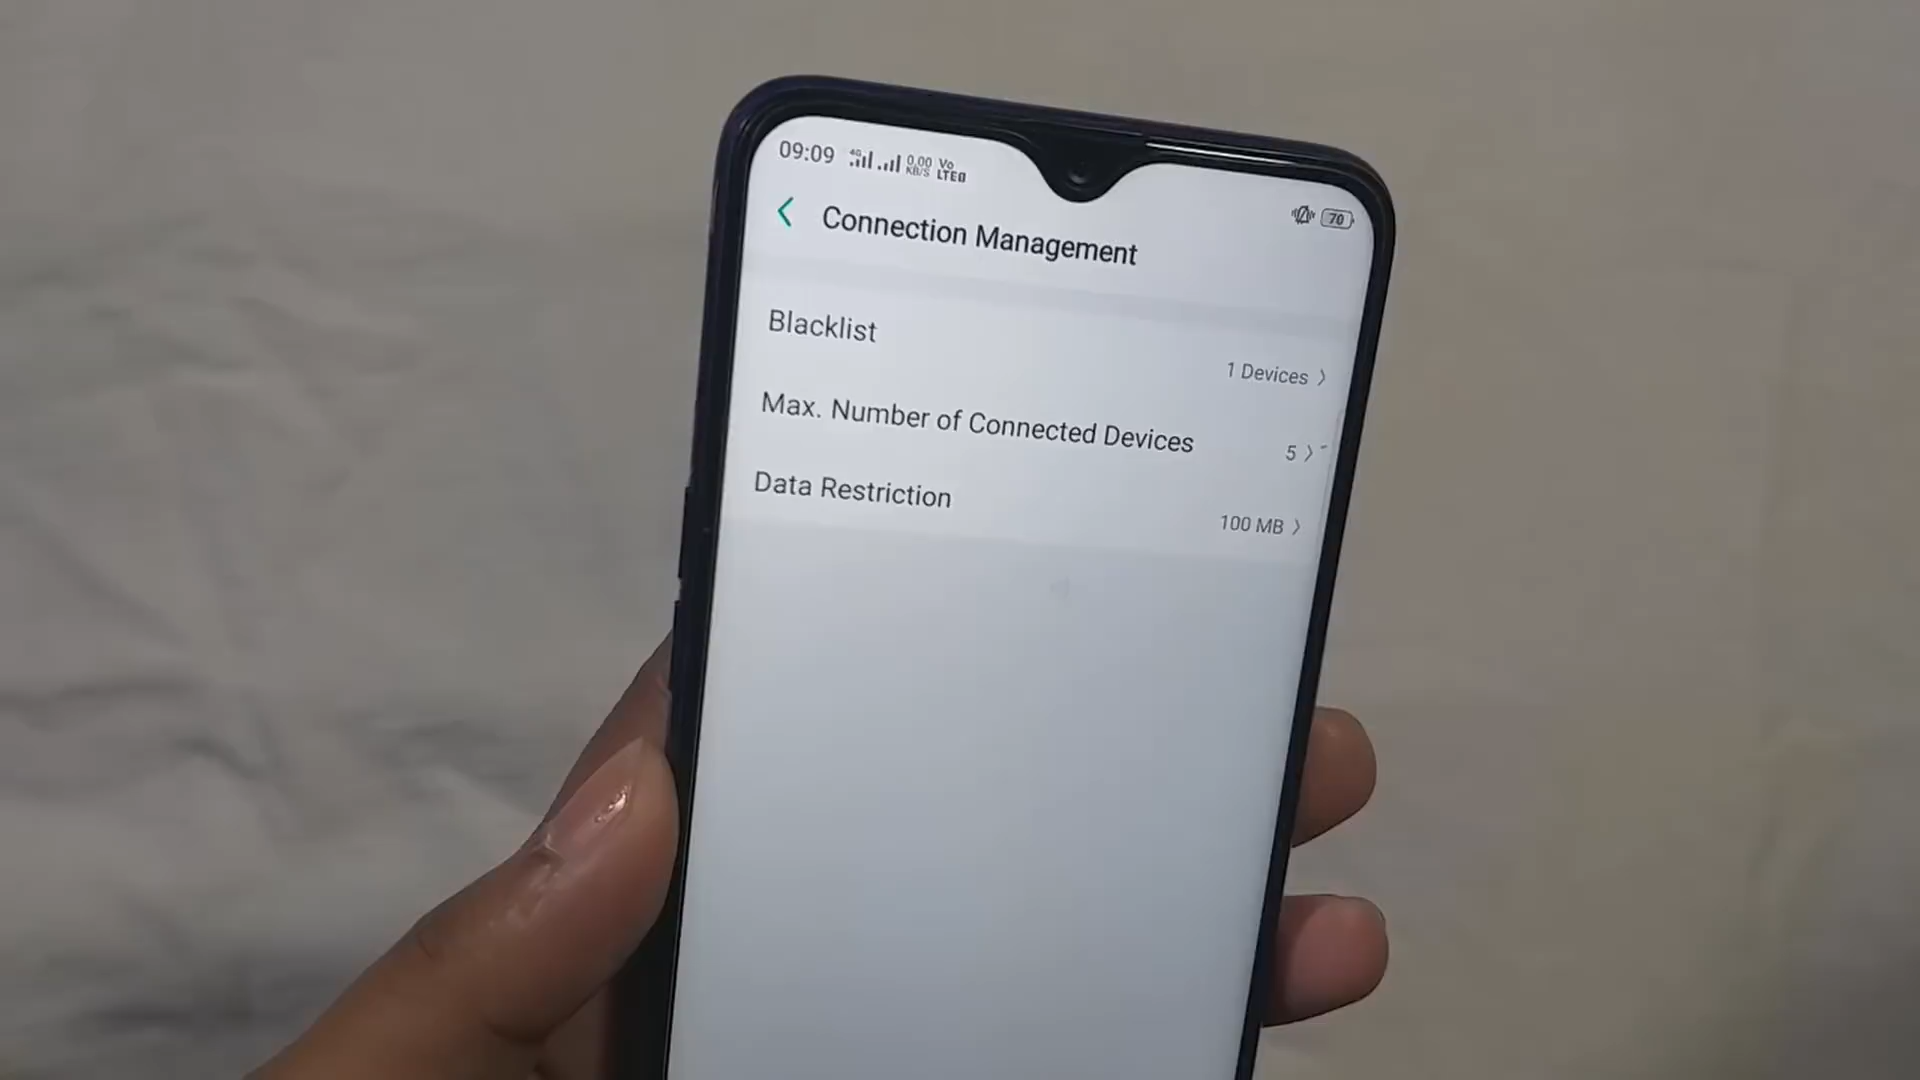 09:09 4G 0.00 KB/S Vo LTE
70
Connection Management
Blacklist
1 Devices
Max. Number of Connected Devices
5
Data Restriction
100 MB